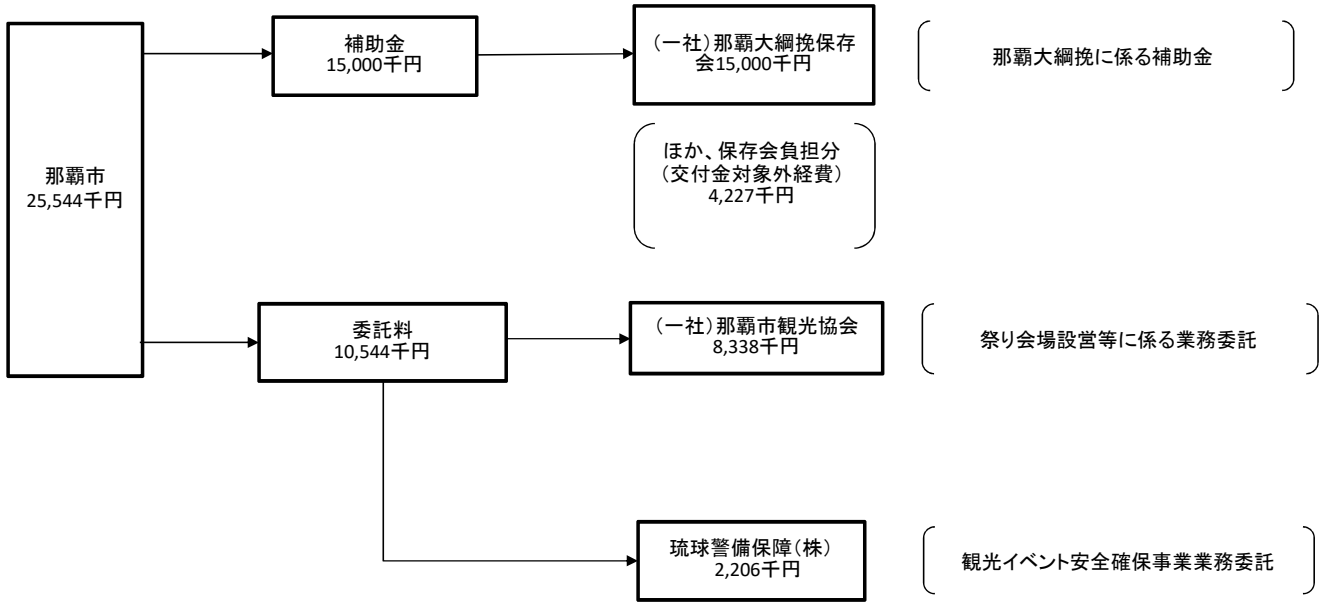 那覇市
25,544千円
補助金
15,000千円
（一社）那覇大綱挽保存
会15,000千円
那覇大綱挽に係る補助金
ほか、保存会負担分
（交付金対象外経費）
4,227千円
委託料
10,544千円
（一社）那覇市観光協会
8,338千円
祭り会場設営等に係る業務委託
琉球警備保障（株）
2,206千円
観光イベント安全確保事業業務委託